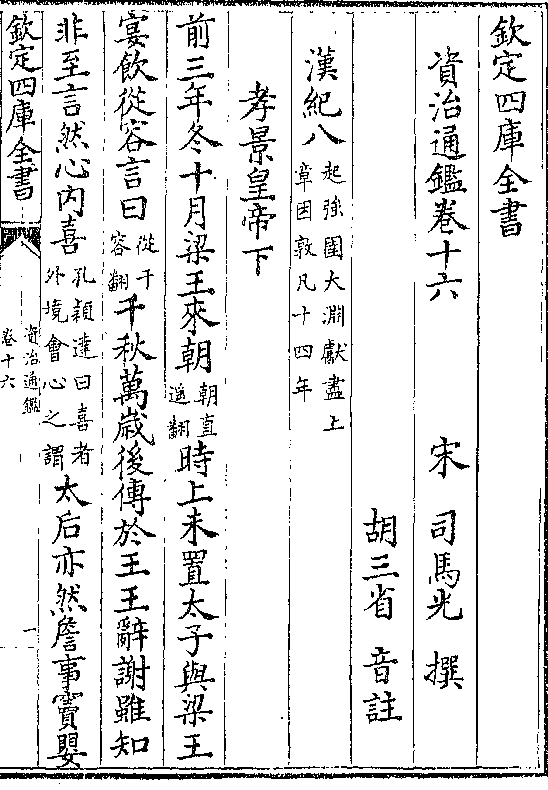 欽定四庫全書
資治通鑑卷十六
宋 司馬光 撰
胡三省 音註
漢紀八起強圉大淵獻盡上章困敦凡十四年
孝景皇帝下
前三年冬十月梁王來朝朝直遥翻時上未置太子與梁王
宴飲從容言曰從千容翻千秋萬歲後傳於王王辭謝雖知
非至言然心内喜孔穎達曰喜者外境會心之謂太后亦然詹事竇嬰
欽定四庫全書
資治通鑑
卷十六
一